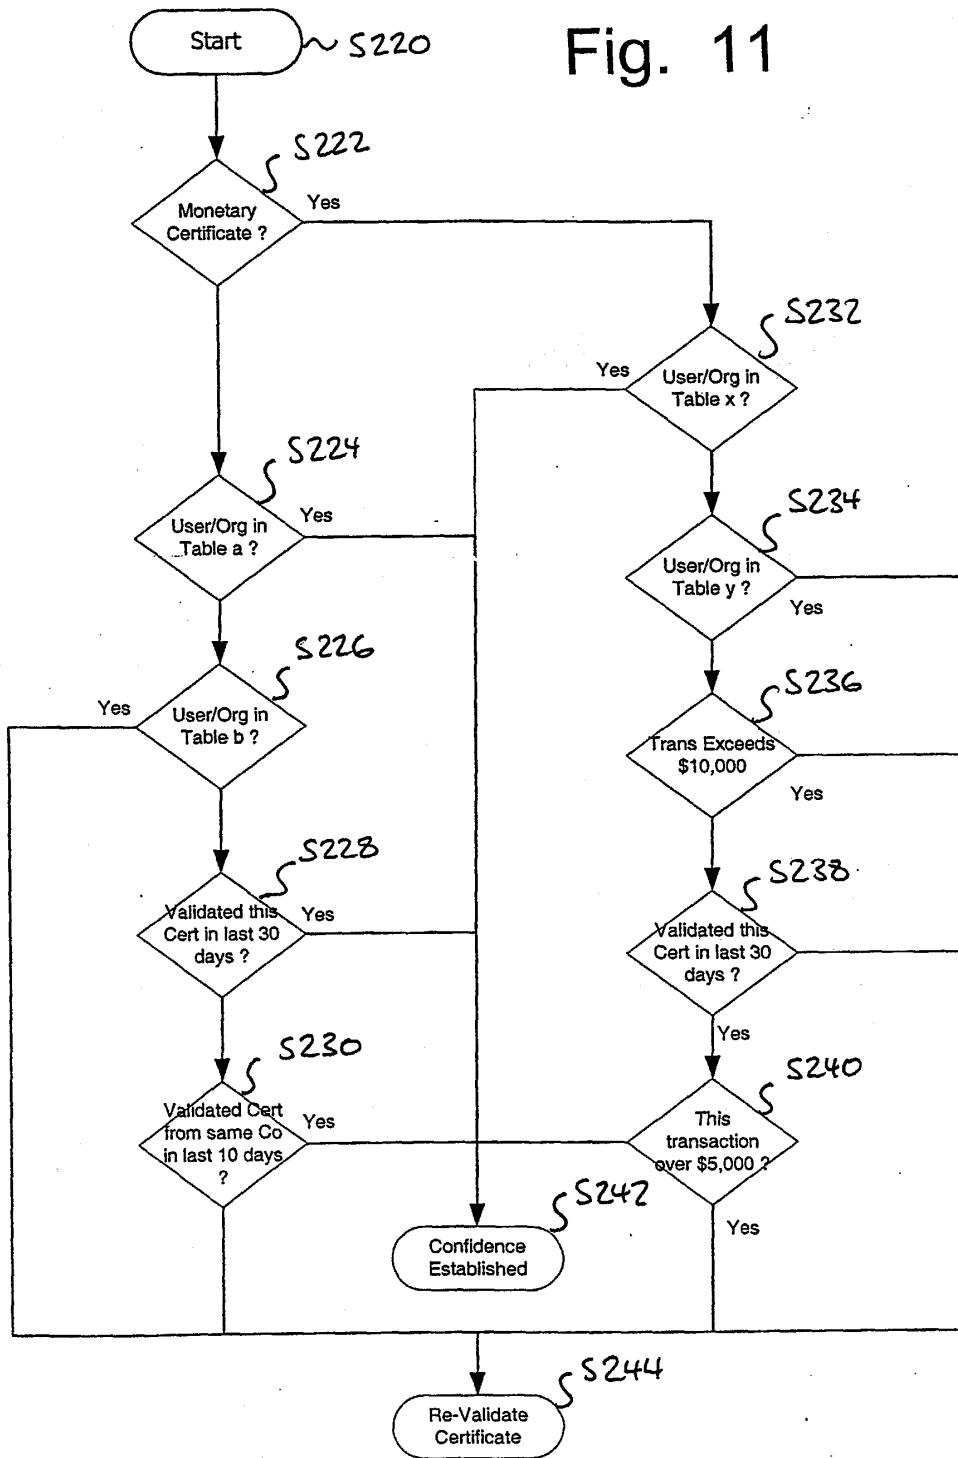 Start
S220
Fig. 11
S222
Monetary
Certificate ?
Yes
S232
Yes
User/Org in
Table x ?
S224
User/Org in
Table a ?
Yes
S234
User/Org in
Table y ?
Yes
S226
Yes
User/Org in
Table b ?
S236
Trans Exceeds
$10,000
Yes
S228
Validated this
Cert in last 30
days ?
Yes
S238
Validated this
Cert in last 30
days ?
Yes
S230
Validated Cert
from same Co
in last 10 days
?
Yes
S240
This
transaction
over $5,000 ?
Yes
S242
Confidence
Established
S244
Re-Validate
Certificate